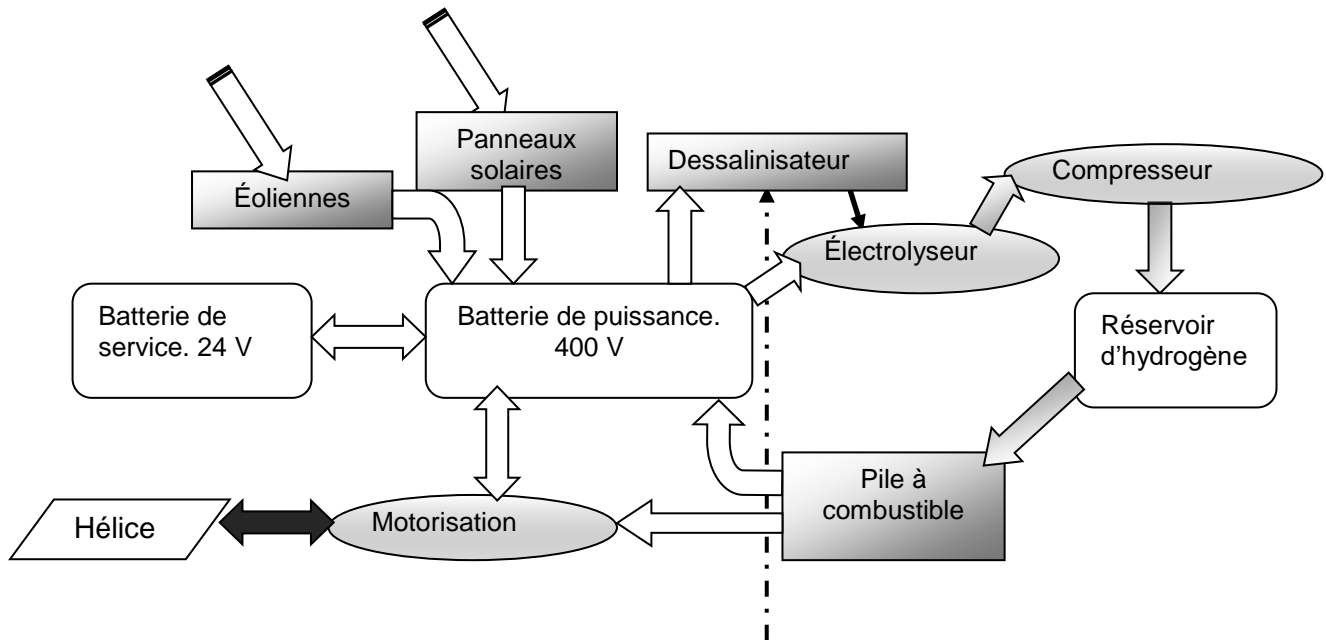 Panneaux
solaires
Éoliennes
Dessalinisateur
Compresseur
Électrolyseur
Batterie de
service. 24 V
Batterie de puissance.
400 V
Réservoir
d’hydrogène
Pile à
combustible
Hélice
Motorisation